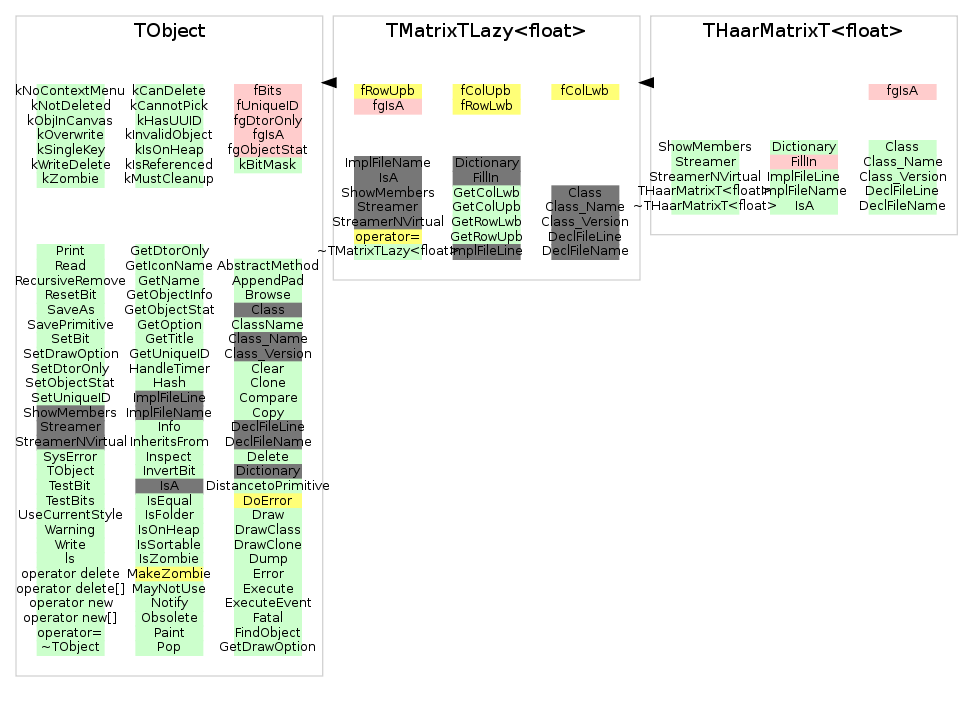 TObject
kNoContextMenu kCanDelete fBits
kNotDeleted kCannotPick fUniqueID
kObjInCanvas kHasUUID fgDtorOnly
kOverwrite kInvalidObject fgIsA
kSingleKey kIsOnHeap fgObjectStat
kWriteDelete kIsReferenced kBitMask
kZombie kMustCleanup
Print GetDtorOnly
Read GetIconName AbstractMethod
RecursiveRemove GetName AppendPad
ResetBit GetObjectInfo Browse
SaveAs GetObjectStat Class
SavePrimitive GetOption ClassName
SetBit GetTitle Class_Name
SetDrawOption GetUniqueID Class_Version
SetDtorOnly HandleTimer Clear
SetObjectStat Hash Clone
SetUniqueID ImplFileLine Compare
ShowMembers ImplFileName Copy
Streamer Info DeclFileLine
StreamerNVirtual InheritsFrom DeclFileName
SysError Inspect Delete
TObject InvertBit Dictionary
TestBit IsA DistancetoPrimitive
TestBits IsEqual DoError
UseCurrentStyle IsFolder Draw
Warning IsOnHeap DrawClass
Write IsSortable DrawClone
ls IsZombie Dump
operator delete MakeZombie Error
operator delete[] MayNotUse Execute
operator new Notify ExecuteEvent
operator new[] Obsolete Fatal
operator= Paint FindObject
~TObject Pop GetDrawOption
TMatrixTLazy<float>
fRowUpb fColUpb fColLwb
fgIsA fRowLwb
ImplFileName Dictionary
IsA FillIn
ShowMembers GetColLwb Class
Streamer GetColUpb Class_Name
StreamerNVirtual GetRowLwb Class_Version
operator= GetRowUpb DeclFileLine
~TMatrixTLazy<float> ImplFileLine DeclFileName
THaarMatrixT<float>
fgIsA
ShowMembers Dictionary Class
Streamer FillIn Class_Name
StreamerNVirtual ImplFileLine Class_Version
THaarMatrixT<float> ImplFileName DeclFileLine
~THaarMatrixT<float> IsA DeclFileName